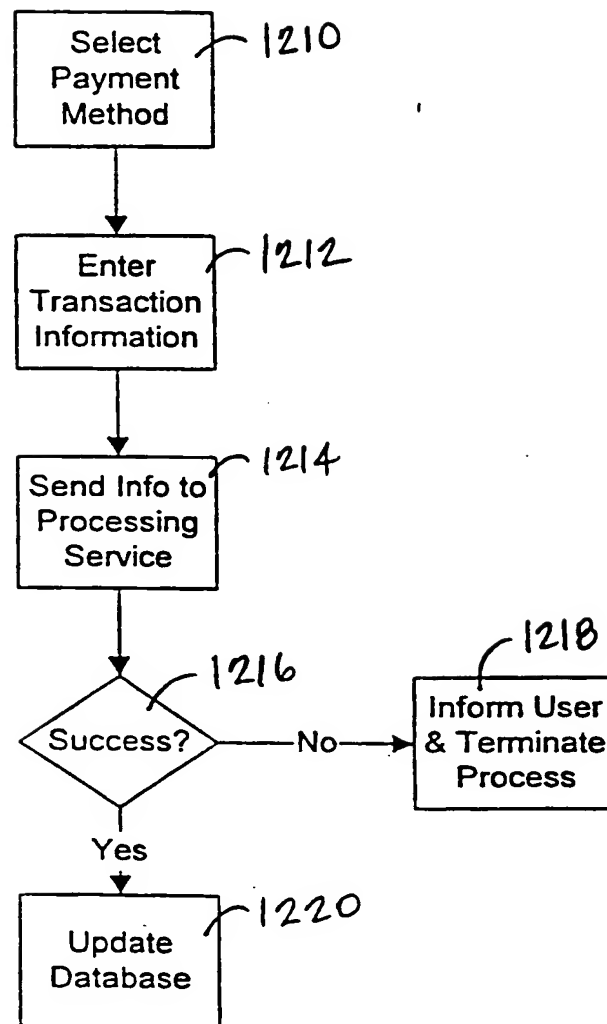 Select
Payment
Method
1210
Enter
Transaction
Information
1212
Send Info to
Processing
Service
1214
Success?
1216
No
Inform User
& Terminate
Process
1218
Yes
Update
Database
1220